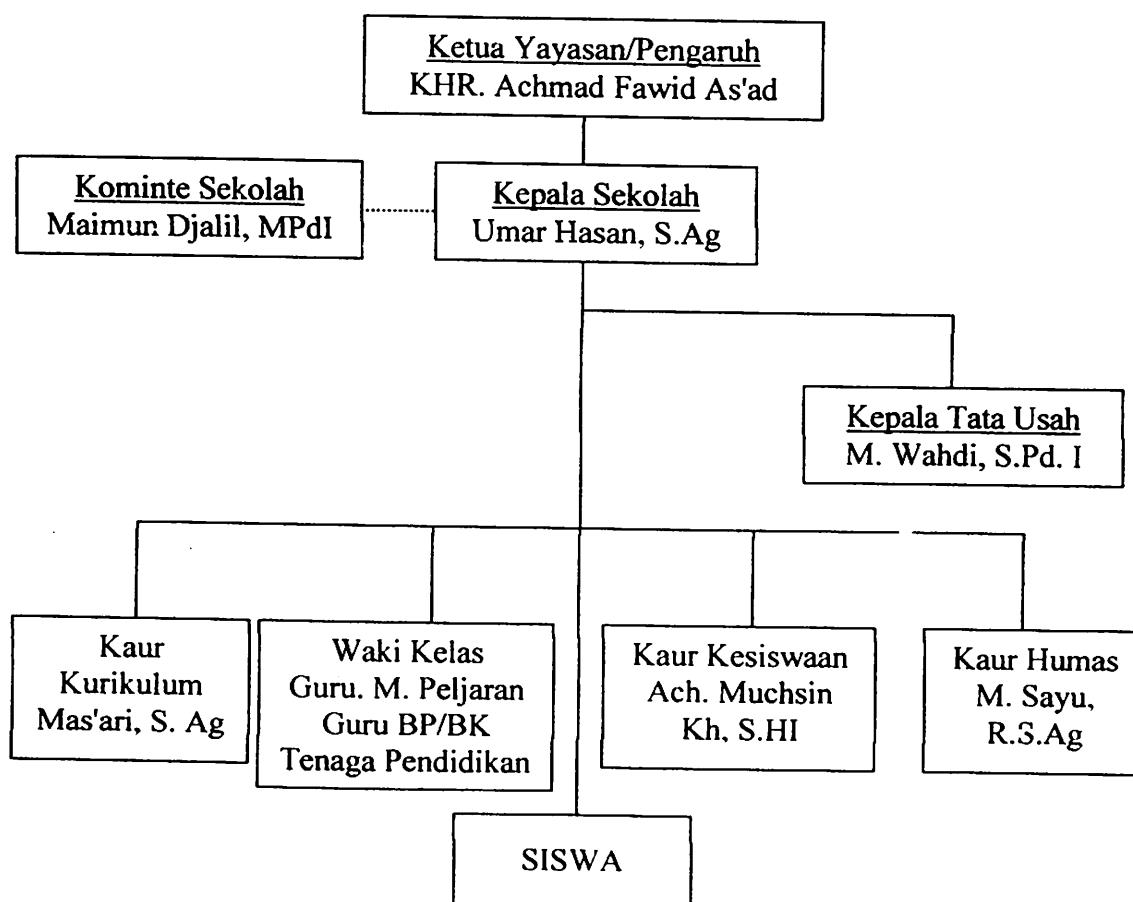 Ketua Yayasan/Pengaruh
KHR. Achmad Fawid As'ad
Kominte Sekolah
Maimun Djalil, MPdI
Kepala Sekolah
Umar Hasan, S.Ag
Kepala Tata Usah
M. Wahdi, S.Pd. I
Kaur
Kurikulum
Mas'ari, S. Ag
Waki Kelas
Guru. M. Peljaran
Guru BP/BK
Tenaga Pendidikan
Kaur Kesiswaan
Ach. Muchsin
Kh, S.HI
Kaur Humas
M. Sayu,
R.S.Ag
SISWA